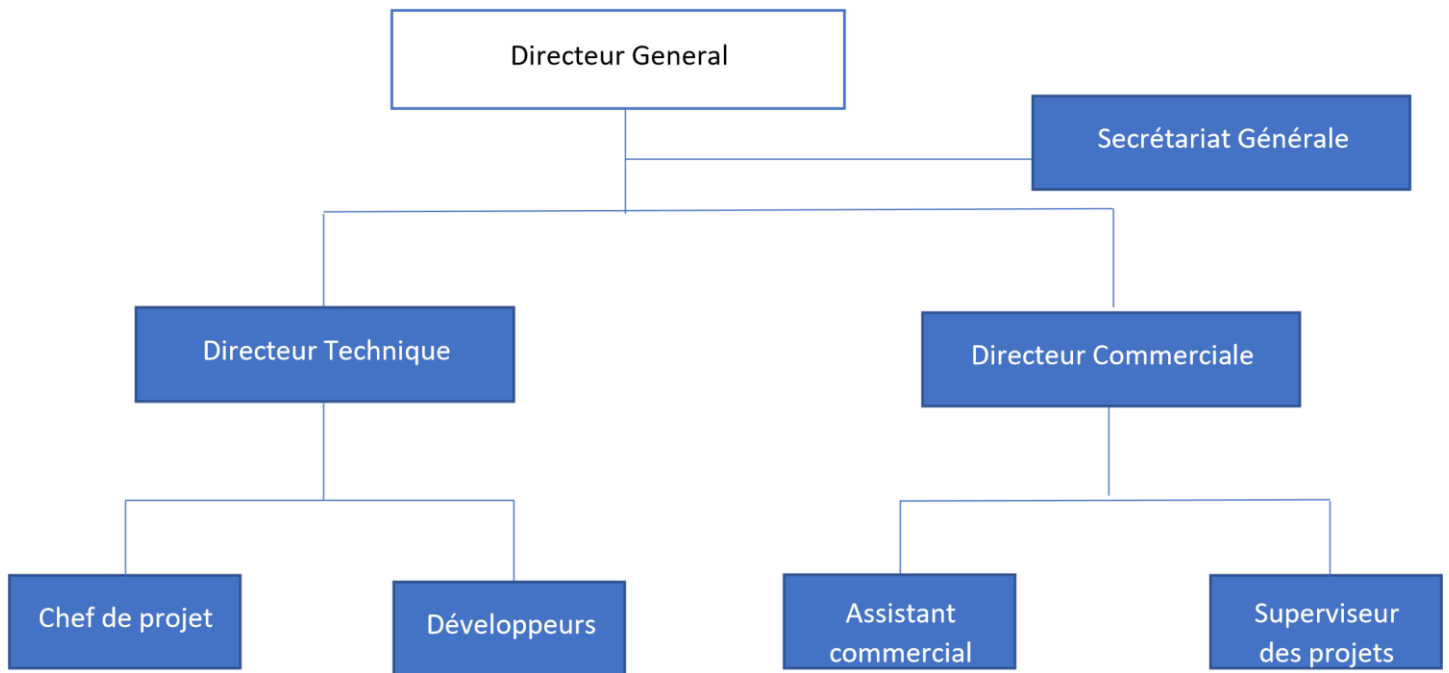 Directeur General
Secrétariat Générale
Directeur Technique
Directeur Commerciale
Chef de projet
Développeurs
Assistant
commercial
Superviseur
des projets